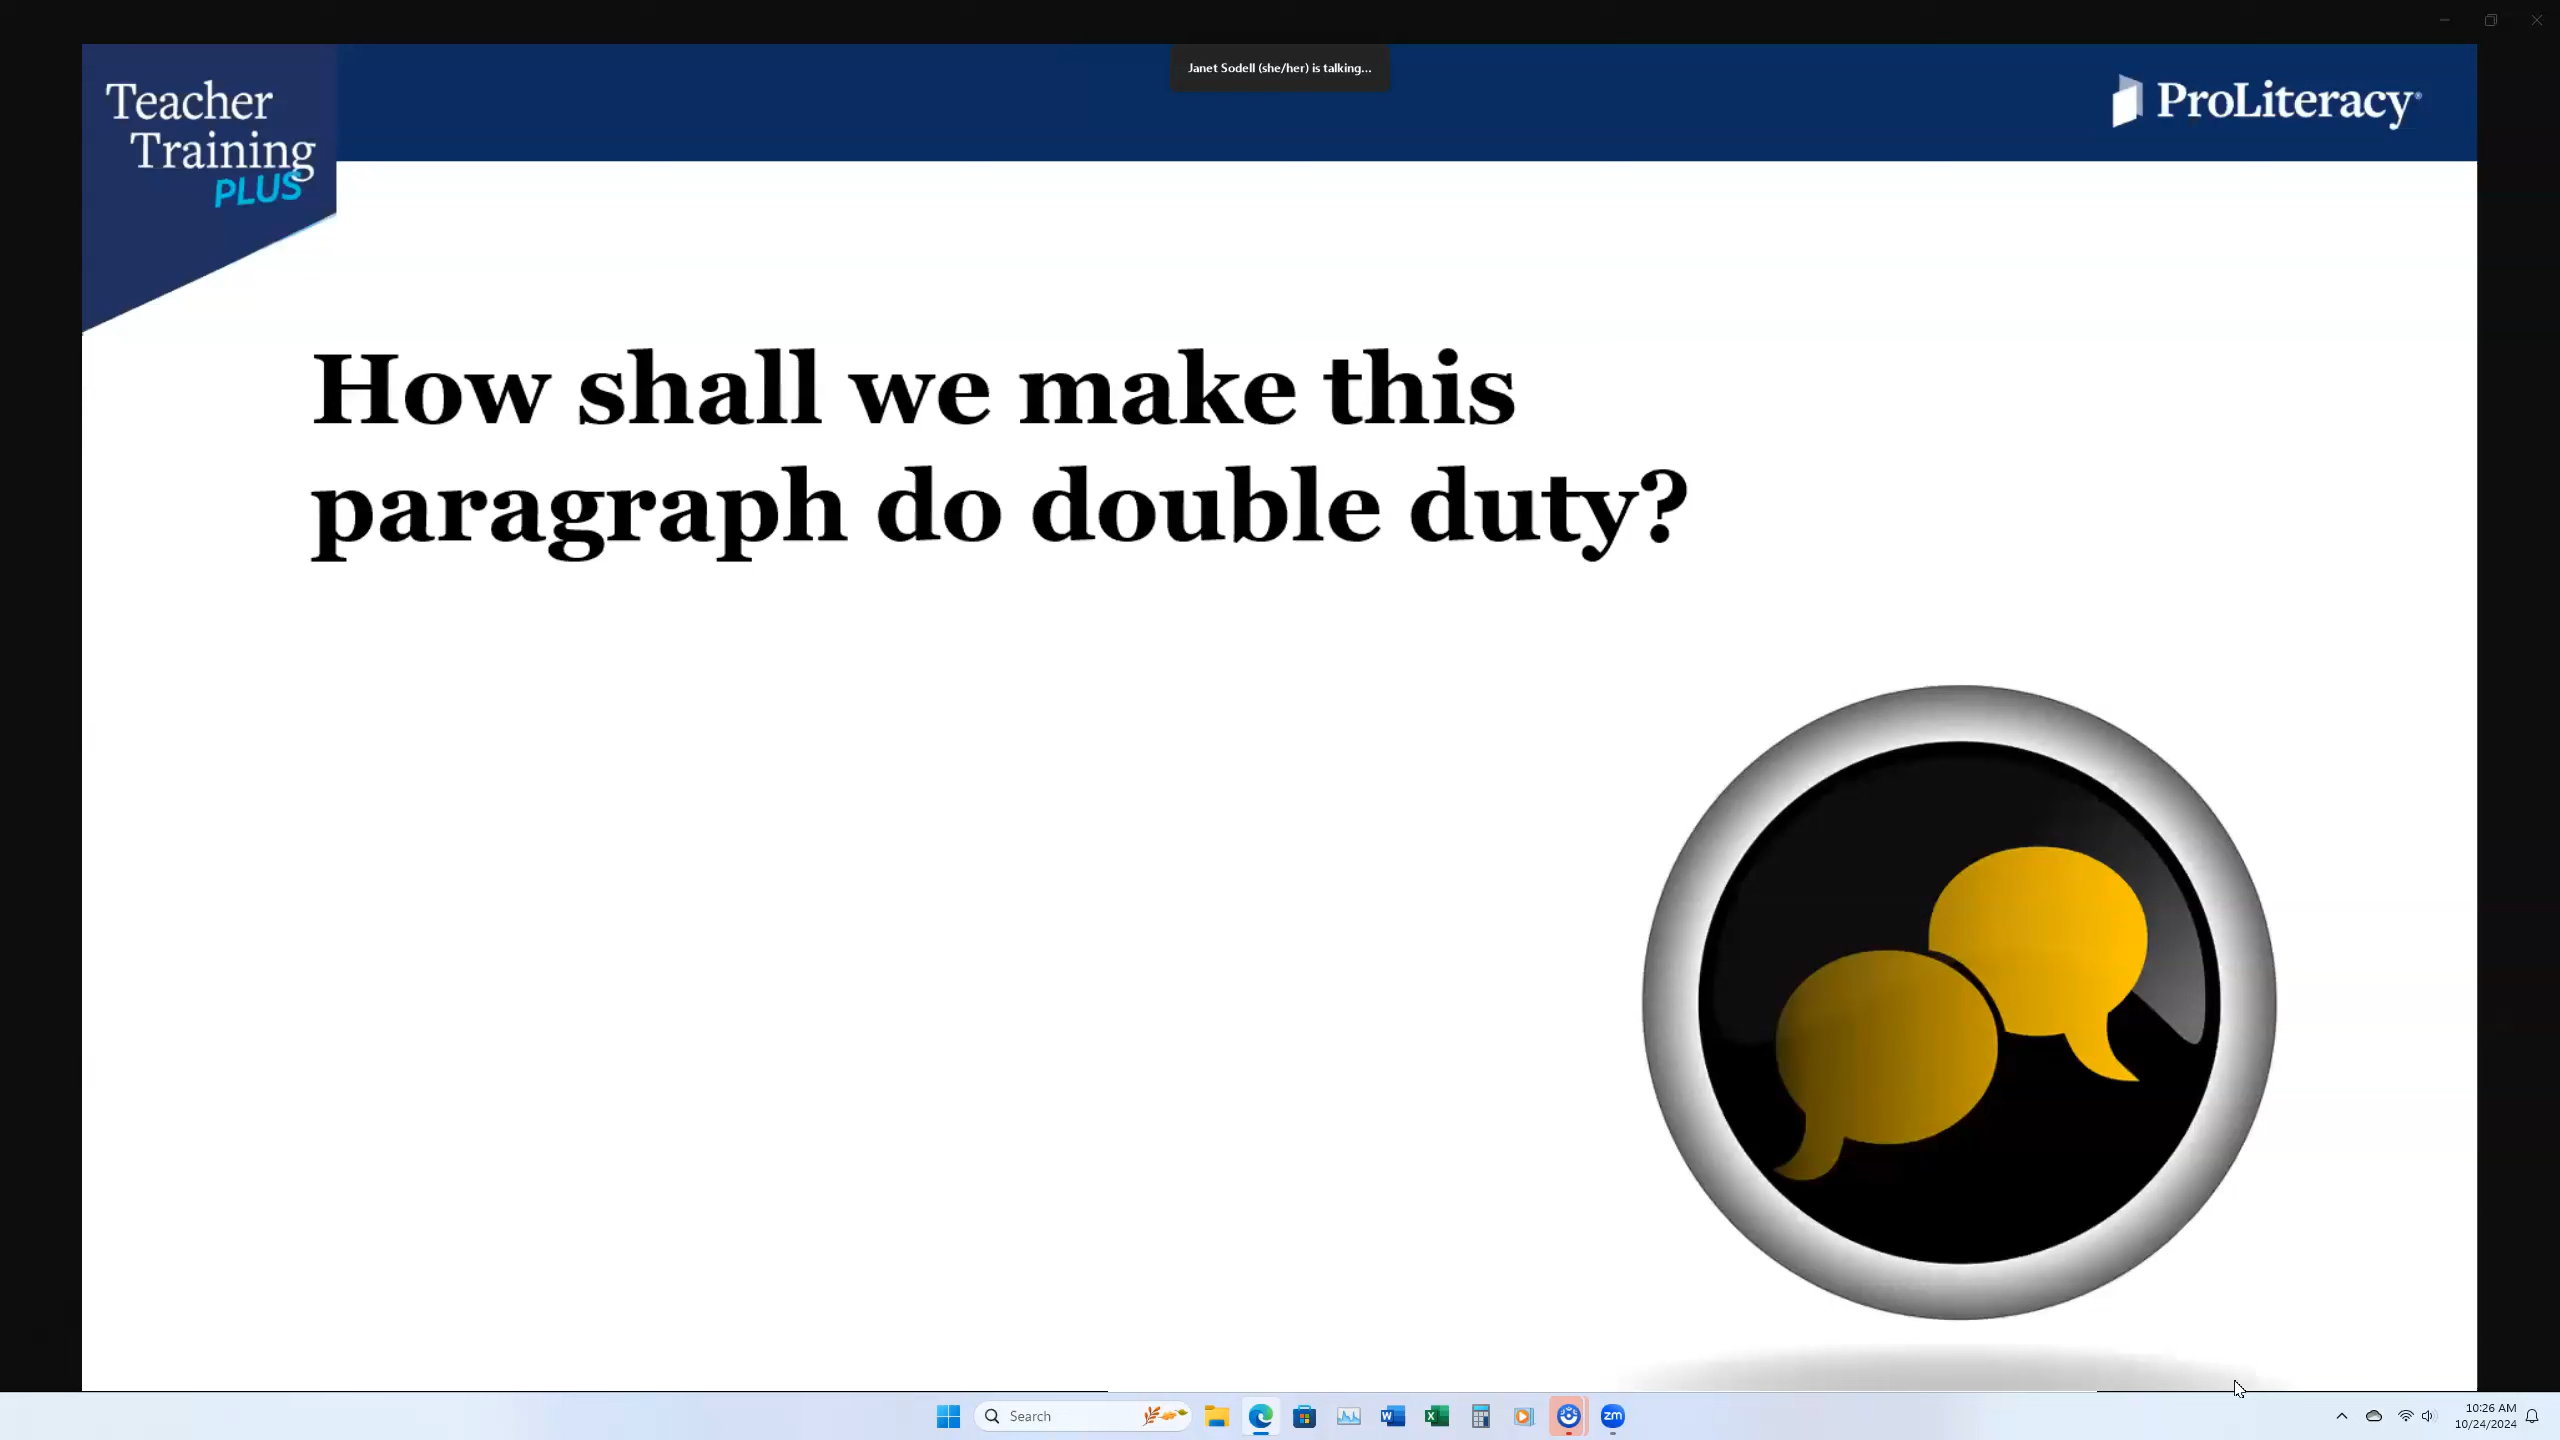 Janet Sodell (she/her) is talking...
Teacher
Training
PLUS
ProLiteracy®
How shall we make this
paragraph do double duty?
Search
zm
10:26 AM
10/24/2024